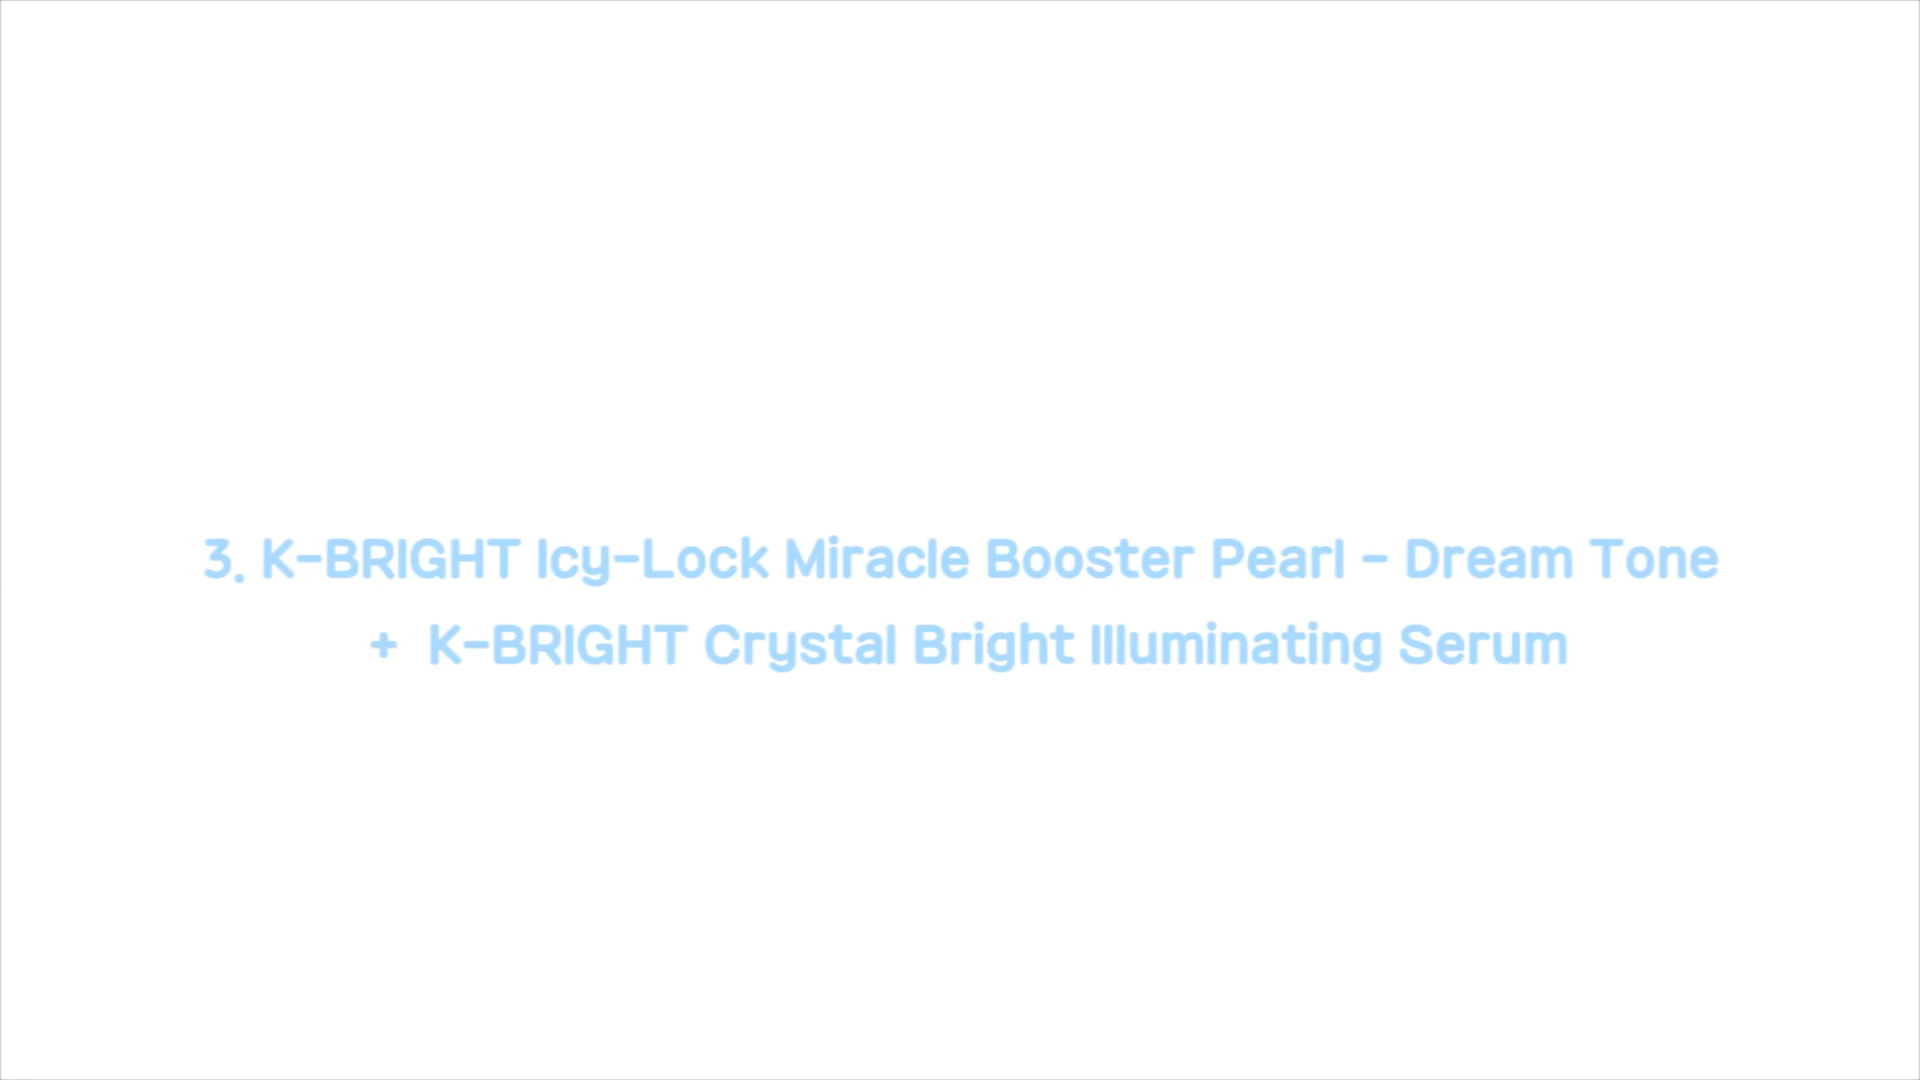 3. K-BRIGHT Icy-Lock Miracle Booster Pearl - Dream Tone
+ K-BRIGHT Crystal Bright Illuminating Serum